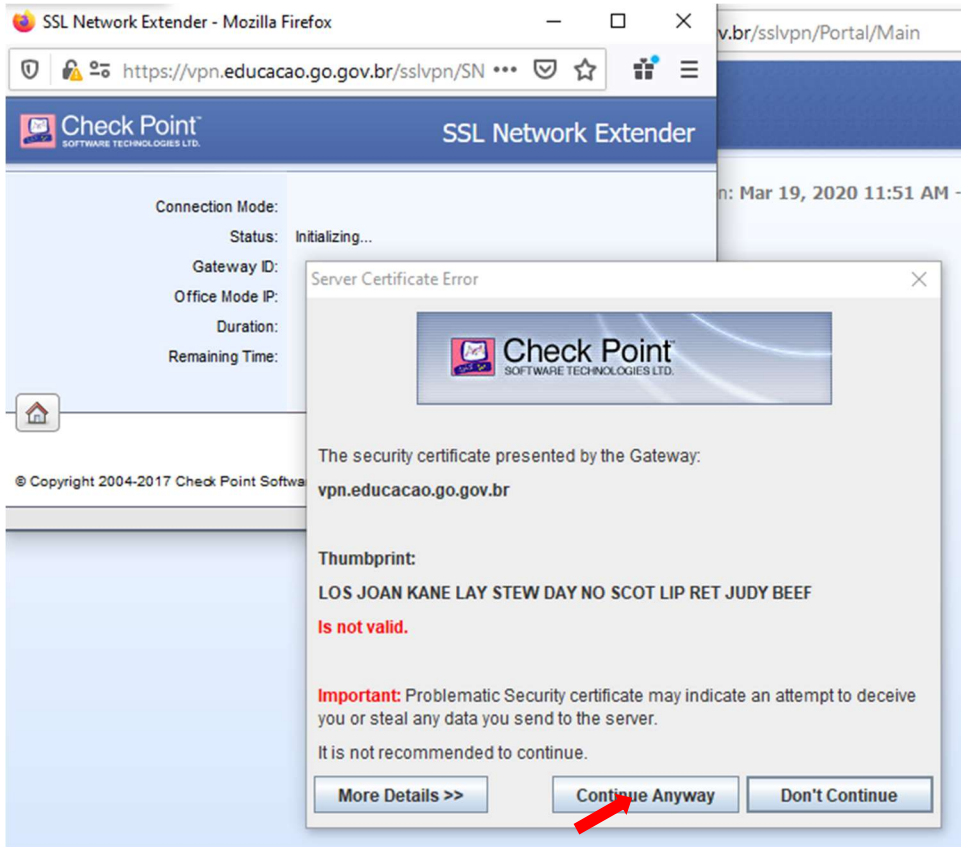 SSL Network Extender - Mozilla Firefox
https://vpn.educacao.go.gov.br/sslvpn/SN
v.br/sslvpn/Portal/Main
Check Point
SOFTWARE TECHNOLOGIES LTD.
SSL Network Extender
n: Mar 19, 2020 11:51 AM -
Connection Mode:
Status: Initializing...
Gateway ID:
Office Mode IP:
Duration:
Remaining Time:
© Copyright 2004-2017 Check Point Softwa
Server Certificate Error
Check Point
SOFTWARE TECHNOLOGIES LTD.
The security certificate presented by the Gateway:
vpn.educacao.go.gov.br
Thumbprint:
LOS JOAN KANE LAY STEW DAY NO SCOT LIP RET JUDY BEEF
Is not valid.
Important: Problematic Security certificate may indicate an attempt to deceive
you or steal any data you send to the server.
It is not recommended to continue.
More Details >>
Continue Anyway
Don't Continue